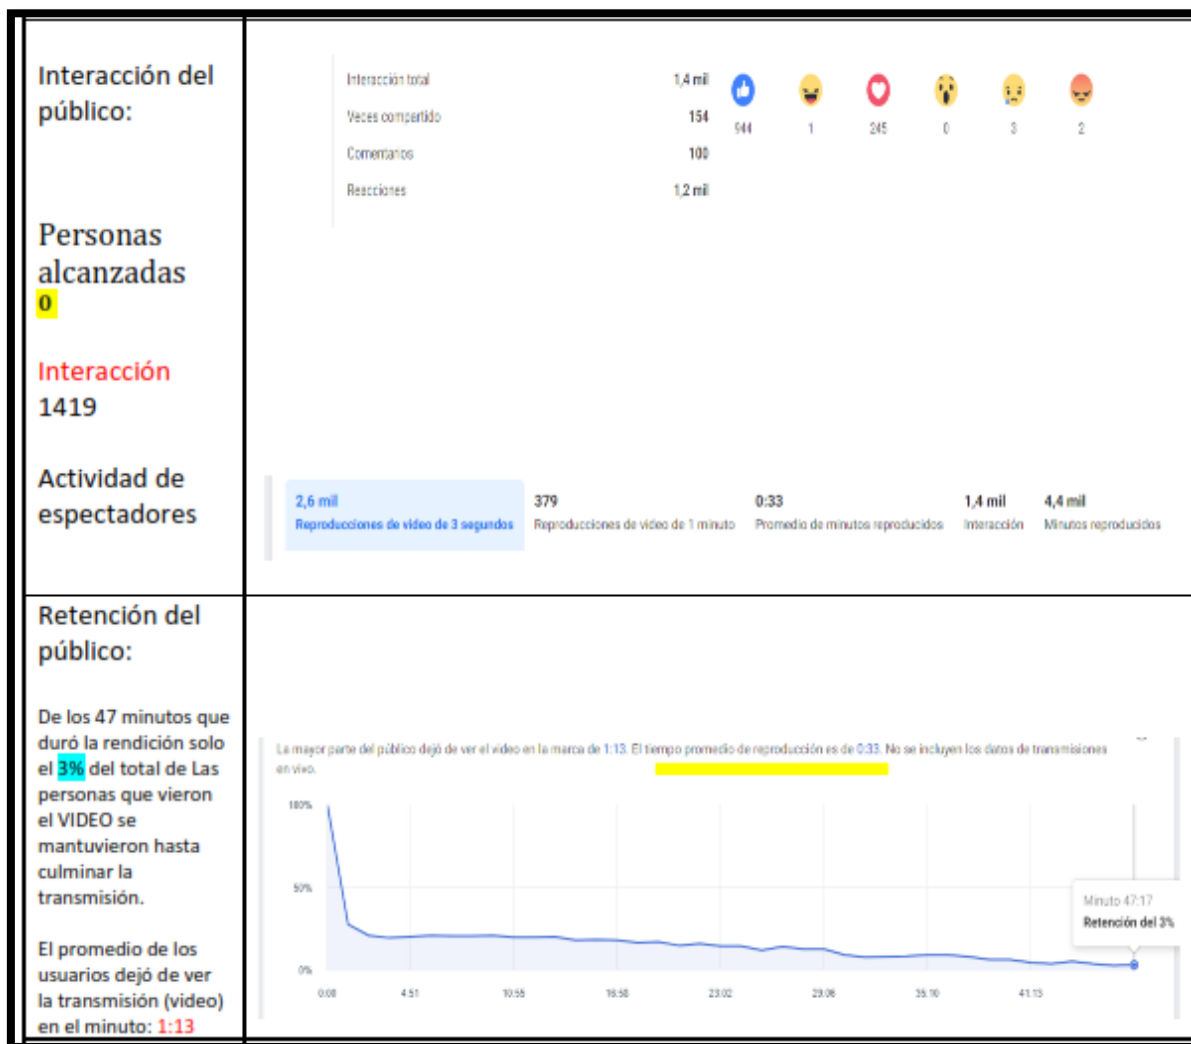 Interacción del
público:
Personas
alcanzadas
0
Interacción
1419
Actividad de
espectadores
Interacción total 1,4 mil
Veces compartido 154
Comentarios 100
Reacciones 1,2 mil
944 1 245 0 3 2
2,6 mil 379 0:33 1,4 mil 4,4 mil
Reproducciones de video de 3 segundos Reproducciones de video de 1 minuto Promedio de minutos reproducidos Interacción Minutos reproducidos
Retención del
público:
De los 47 minutos que
duró la rendición solo
el 3% del total de Las
personas que vieron
el VIDEO se
mantuvieron hasta
culminar la
transmisión.
El promedio de los
usuarios dejó de ver
la transmisión (video)
en el minuto: 1:13
La mayor parte del público dejó de ver el video en la marca de 1:13. El tiempo promedio de reproducción es de 0:33. No se incluyen los datos de transmisiones
en vivo.
100%
50%
0%
Minuto 47:17
Retención del 3%
0:00 4:51 10:55 16:58 23:02 29:06 35:10 41:13